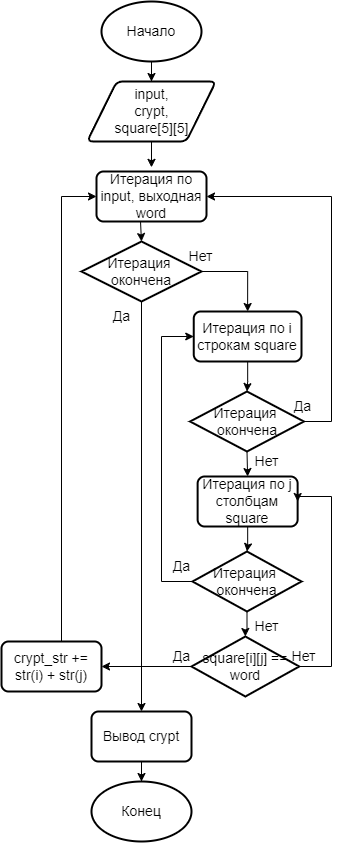 Начало
input,
crypt,
square[5][5]
Итерация по
input, выходная
word
Итерация
окончена
Нет
Да
Итерация по i
строкам square
Итерация
окончена
Да
Нет
Итерация по j
столбцам
square
Итерация
окончена
Да
Нет
square[i][j] ==
word
Да
Нет
crypt_str +=
str(i) + str(j)
Вывод crypt
Конец